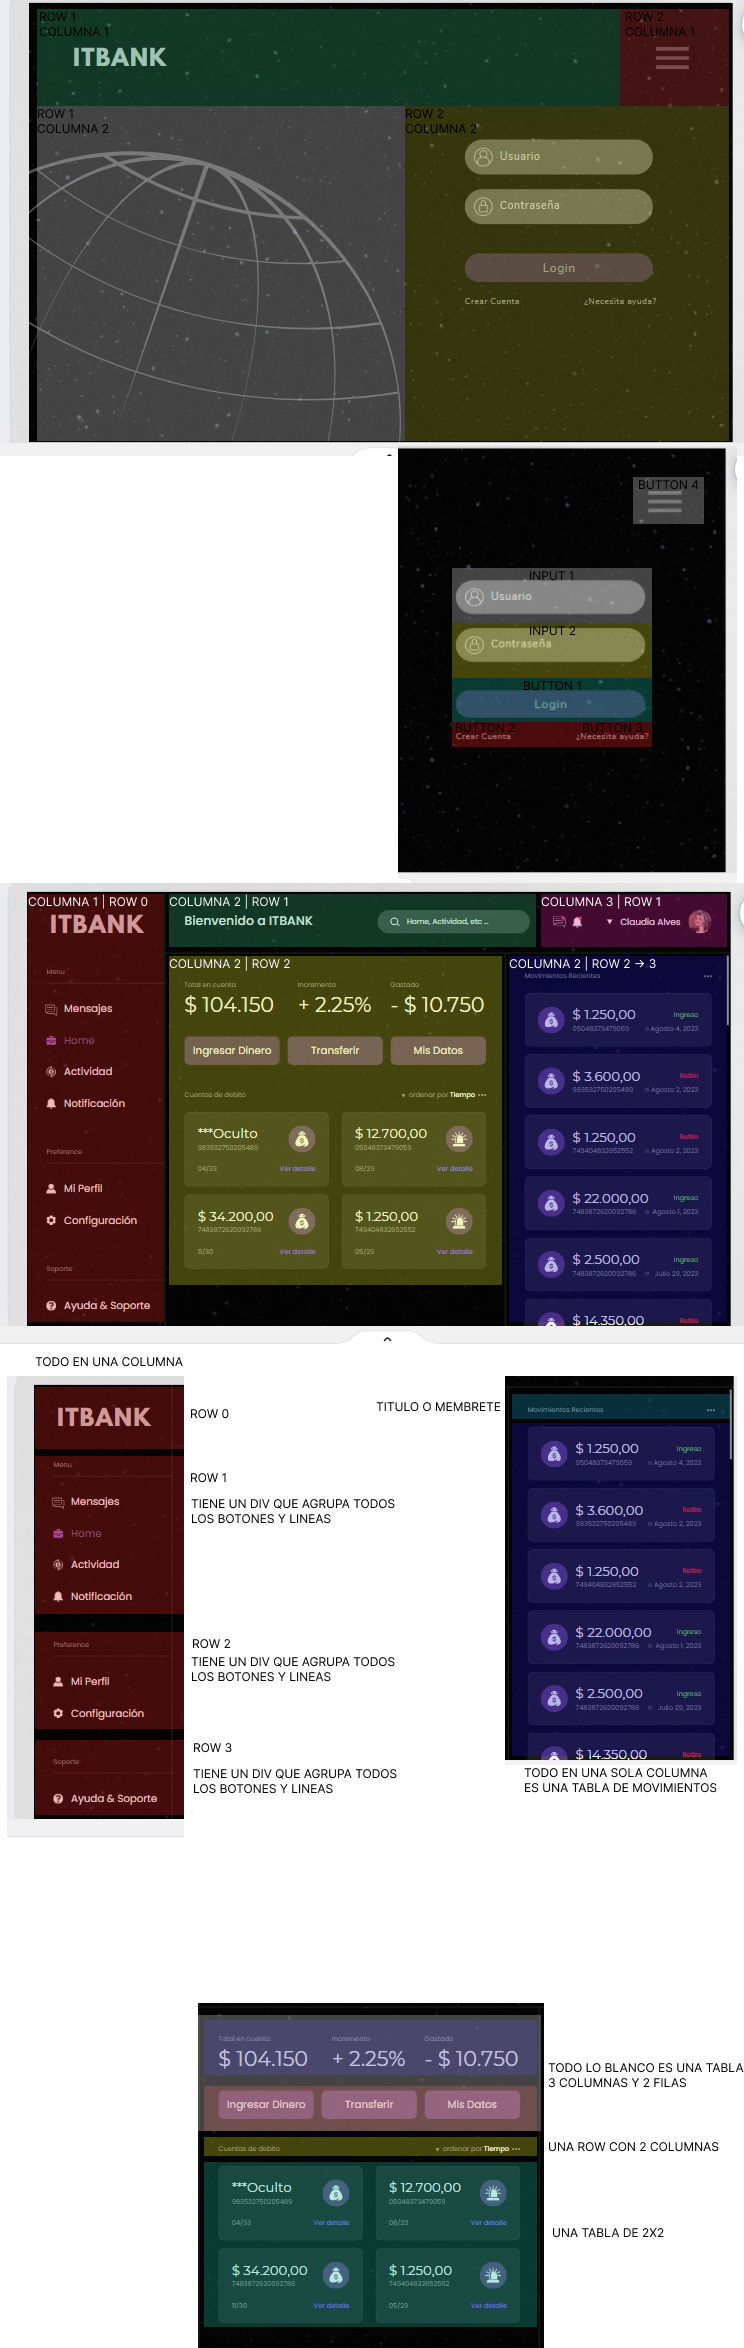 ROW 1
COLUMNA 1
ROW 2
COLUMNA 1
ITBANK
ROW 1
COLUMNA 2
ROW 2
COLUMNA 2
Usuario
Contraseña
Login
Crear Cuenta
¿Necesita ayuda?
BUTTON 4
INPUT 1
Usuario
INPUT 2
Contraseña
BUTTON 1
Login
BUTTON 2
BUTTON 3
Crear Cuenta
¿Necesita ayuda?
COLUMNA 1 | ROW 0
ITBANK
Menu
Mensajes
Home
Actividad
Notificación
Preference
Mi Perfil
Configuración
Soporte
Ayuda & Soporte
COLUMNA 2 | ROW 1
Bienvenido a ITBANK
Home, Actividad, etc ...
COLUMNA 3 | ROW 1
Claudia Alves
COLUMNA 2 | ROW 2
Total en cuenta
Incremento
Gastado
$ 104.150
+ 2.25%
- $ 10.750
Ingresar Dinero
Transferir
Mis Datos
Cuentas de debito
ordenar por Tiempo
***Oculto
983532750205489
04/33
Ver detalle
$ 12.700,00
05048373479059
08/29
Ver detalle
$ 34.200,00
7483872620092786
11/30
Ver detalle
$ 1.250,00
749404832652552
05/29
Ver detalle
COLUMNA 2 | ROW 2 → 3
Movimientos Recientes
$ 1.250,00
Ingreso
05048373479059
Agosto 4, 2023
$ 3.600,00
Retiro
983532750205489
Agosto 2, 2023
$ 1.250,00
Retiro
749404832652552
Agosto 2, 2023
$ 22.000,00
Ingreso
7483872620092786
Agosto 1, 2023
$ 2.500,00
Ingreso
7483872620092786
Julio 29, 2023
$ 14.350,00
Retiro
TODO EN UNA COLUMNA
ITBANK
ROW 0
Menu
ROW 1
Mensajes
TIENE UN DIV QUE AGRUPA TODOS
LOS BOTONES Y LINEAS
Home
Actividad
Notificación
ROW 2
Preference
TIENE UN DIV QUE AGRUPA TODOS
LOS BOTONES Y LINEAS
Mi Perfil
Configuración
ROW 3
Soporte
TIENE UN DIV QUE AGRUPA TODOS
LOS BOTONES Y LINEAS
Ayuda & Soporte
TITULO O MEMBRETE
Movimientos Recientes
$ 1.250,00
Ingreso
05048373479059
Agosto 4, 2023
$ 3.600,00
Retiro
983532750205489
Agosto 2, 2023
$ 1.250,00
Retiro
749404832652552
Agosto 2, 2023
$ 22.000,00
Ingreso
7483872620092786
Agosto 1, 2023
$ 2.500,00
Ingreso
7483872620092786
Julio 29, 2023
$ 14.350,00
Retiro
TODO EN UNA SOLA COLUMNA
ES UNA TABLA DE MOVIMIENTOS
Total en cuenta
Incremento
Gastado
$ 104.150
+ 2.25%
- $ 10.750
TODO LO BLANCO ES UNA TABLA
3 COLUMNAS Y 2 FILAS
Ingresar Dinero
Transferir
Mis Datos
Cuentas de debito
ordenar por Tiempo
UNA ROW CON 2 COLUMNAS
***Oculto
983532750205489
04/33
Ver detalle
$ 12.700,00
05048373479059
08/29
Ver detalle
UNA TABLA DE 2X2
$ 34.200,00
7483872620092786
11/30
Ver detalle
$ 1.250,00
749404832652552
05/29
Ver detalle